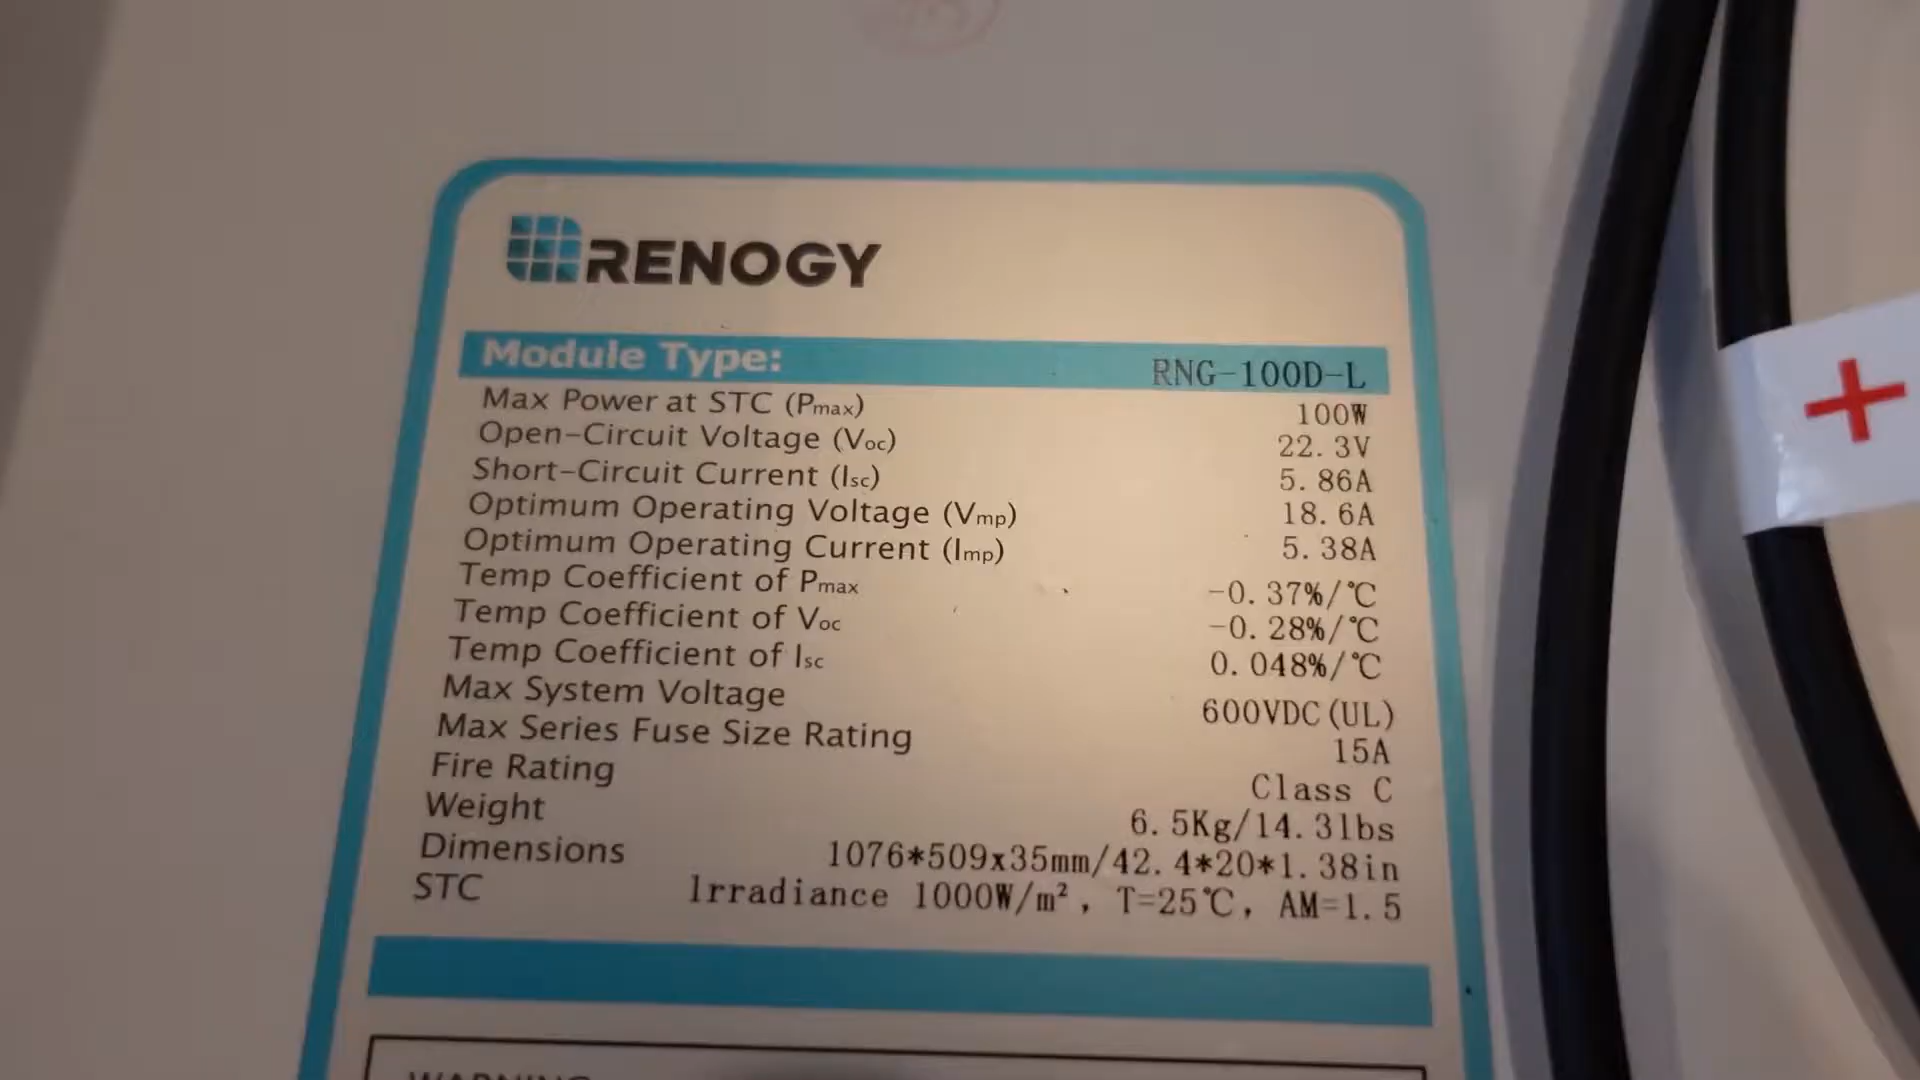 RENOGY
Module Type: RNG-100D-L
Max Power at STC (Pmax) 100W
Open-Circuit Voltage (Voc) 22.3V
Short-Circuit Current (Isc) 5.86A
Optimum Operating Voltage (Vmp) 18.6A
Optimum Operating Current (Imp) 5.38A
Temp Coefficient of Pmax -0.37%/℃
Temp Coefficient of Voc -0.28%/℃
Temp Coefficient of Isc 0.048%/℃
Max System Voltage 600VDC(UL)
Max Series Fuse Size Rating 15A
Fire Rating Class C
Weight 6.5Kg/14.3lbs
Dimensions 1076*509x35mm/42.4*20*1.38in
STC Irradiance 1000W/m², T=25℃, AM=1.5
WARNING
+